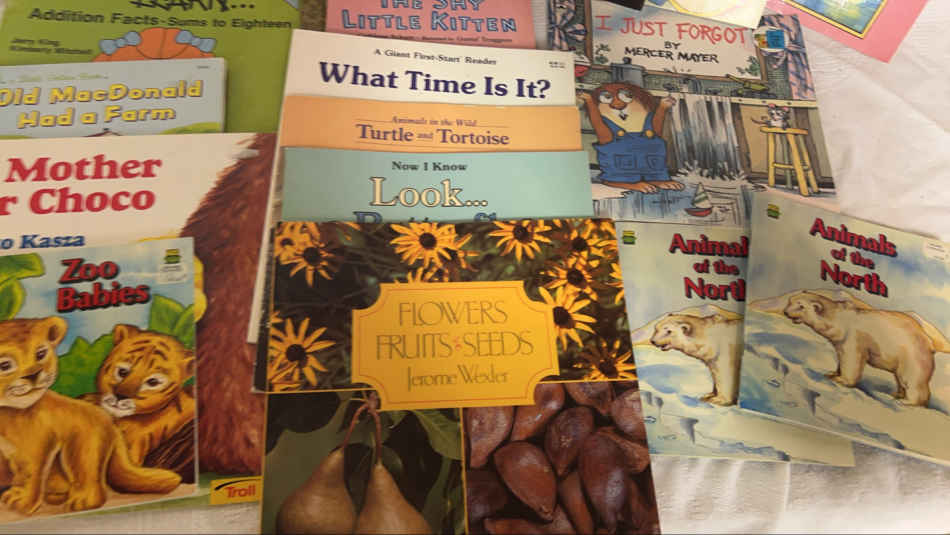 Addition Facts-Sums to Eighteen
Jerry King,
Kimberly Mitchell
THE SHY
LITTLE KITTEN
Old MacDonald
Had a Farm
Mother
Choco
Kasza
Zoo
Babies
Troll
A Giant First-Start Reader
What Time Is It?
Animals in the Wild
Turtle and Tortoise
Now I Know
Look...
FLOWERS
FRUITS SEEDS
Jerome Wexler
I JUST FORGOT
BY
MERCER MAYER
Animal
of the
North
Animals
of the
North